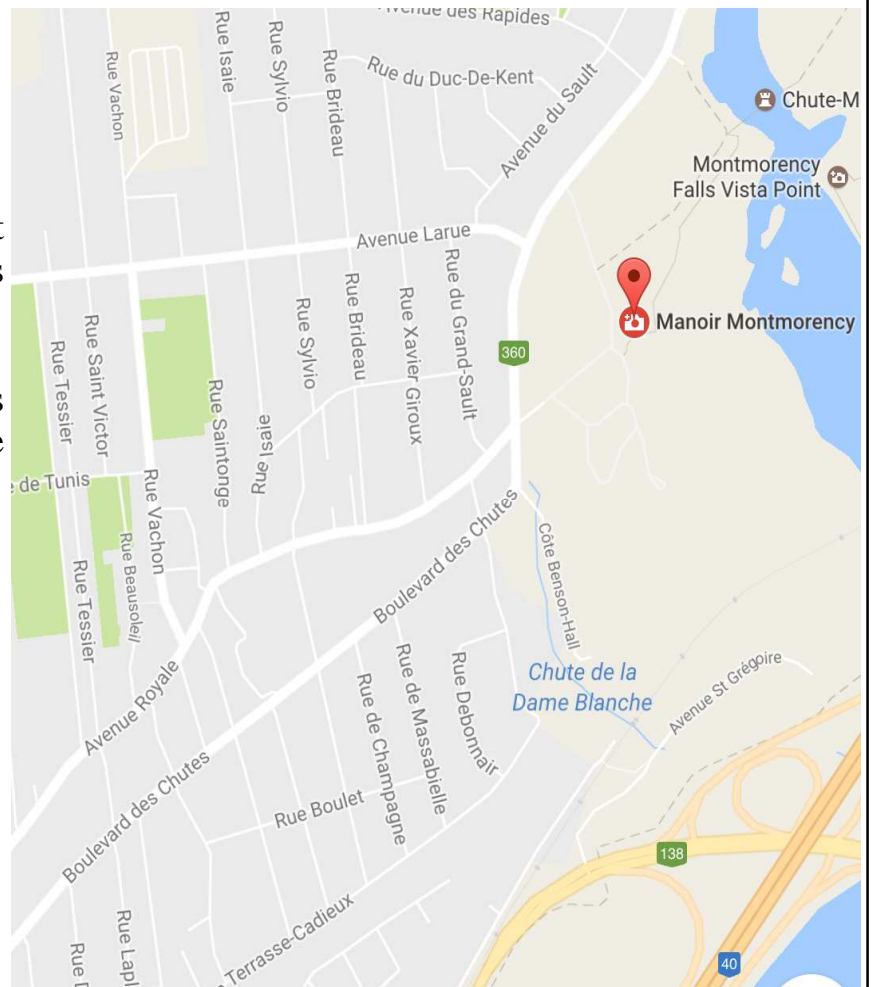 Avenue des Rapides
Rue Isaie
Rue Sylvio
Rue Brideau
Rue Vachon
Rue du Duc-De-Kent
Avenue du Sault
Chute-M
Montmorency
Falls Vista Point
t
s
Avenue Larue
Rue du Grand-Sault
Rue Brideau
Rue Xavier Giroux
Rue Sylvio
Manoir Montmorency
360
Rue Tessier
Rue Saint Victor
Rue Saintonge
Rue Isaie
s
e
e de Tunis
Rue Vachon
Boulevard des Chutes
Côte Benson-Hall
Rue Beausoleil
Rue Tessier
Chute de la
Dame Blanche
Avenue St Grégoire
Avenue Royale
Rue de Champagne
Rue de Massabielle
Rue Debonnair
Boulevard des Chutes
Rue Boulet
138
Terrasse-Cadieux
Rue Lapl
Rue
40